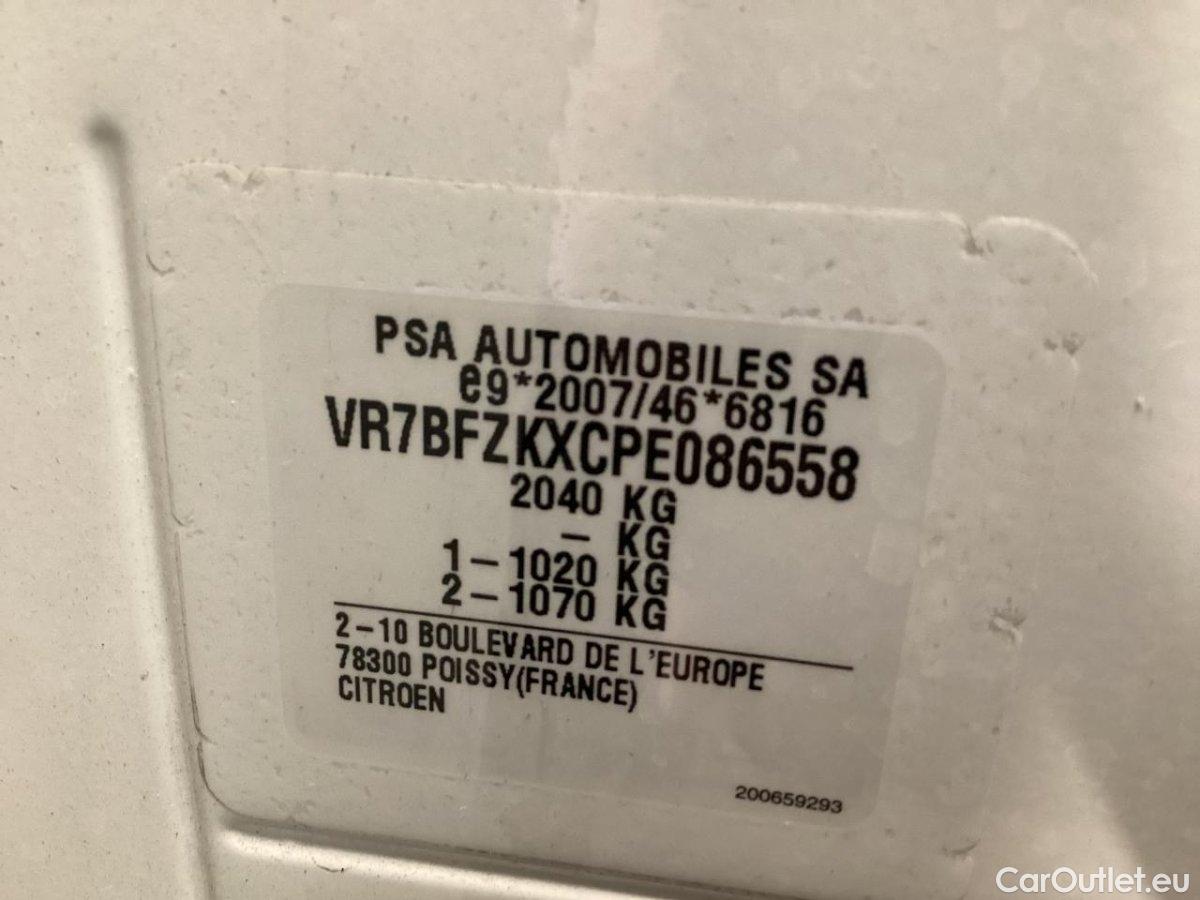 PSA AUTOMOBILES SA
e9*2007/46*6816
VR7BFZKXCPE086558
2040 KG
– KG
1–1020 KG
2–1070 KG
2–10 BOULEVARD DE L'EUROPE
78300 POISSY(FRANCE)
CITROEN
200659293
CarOutlet.eu